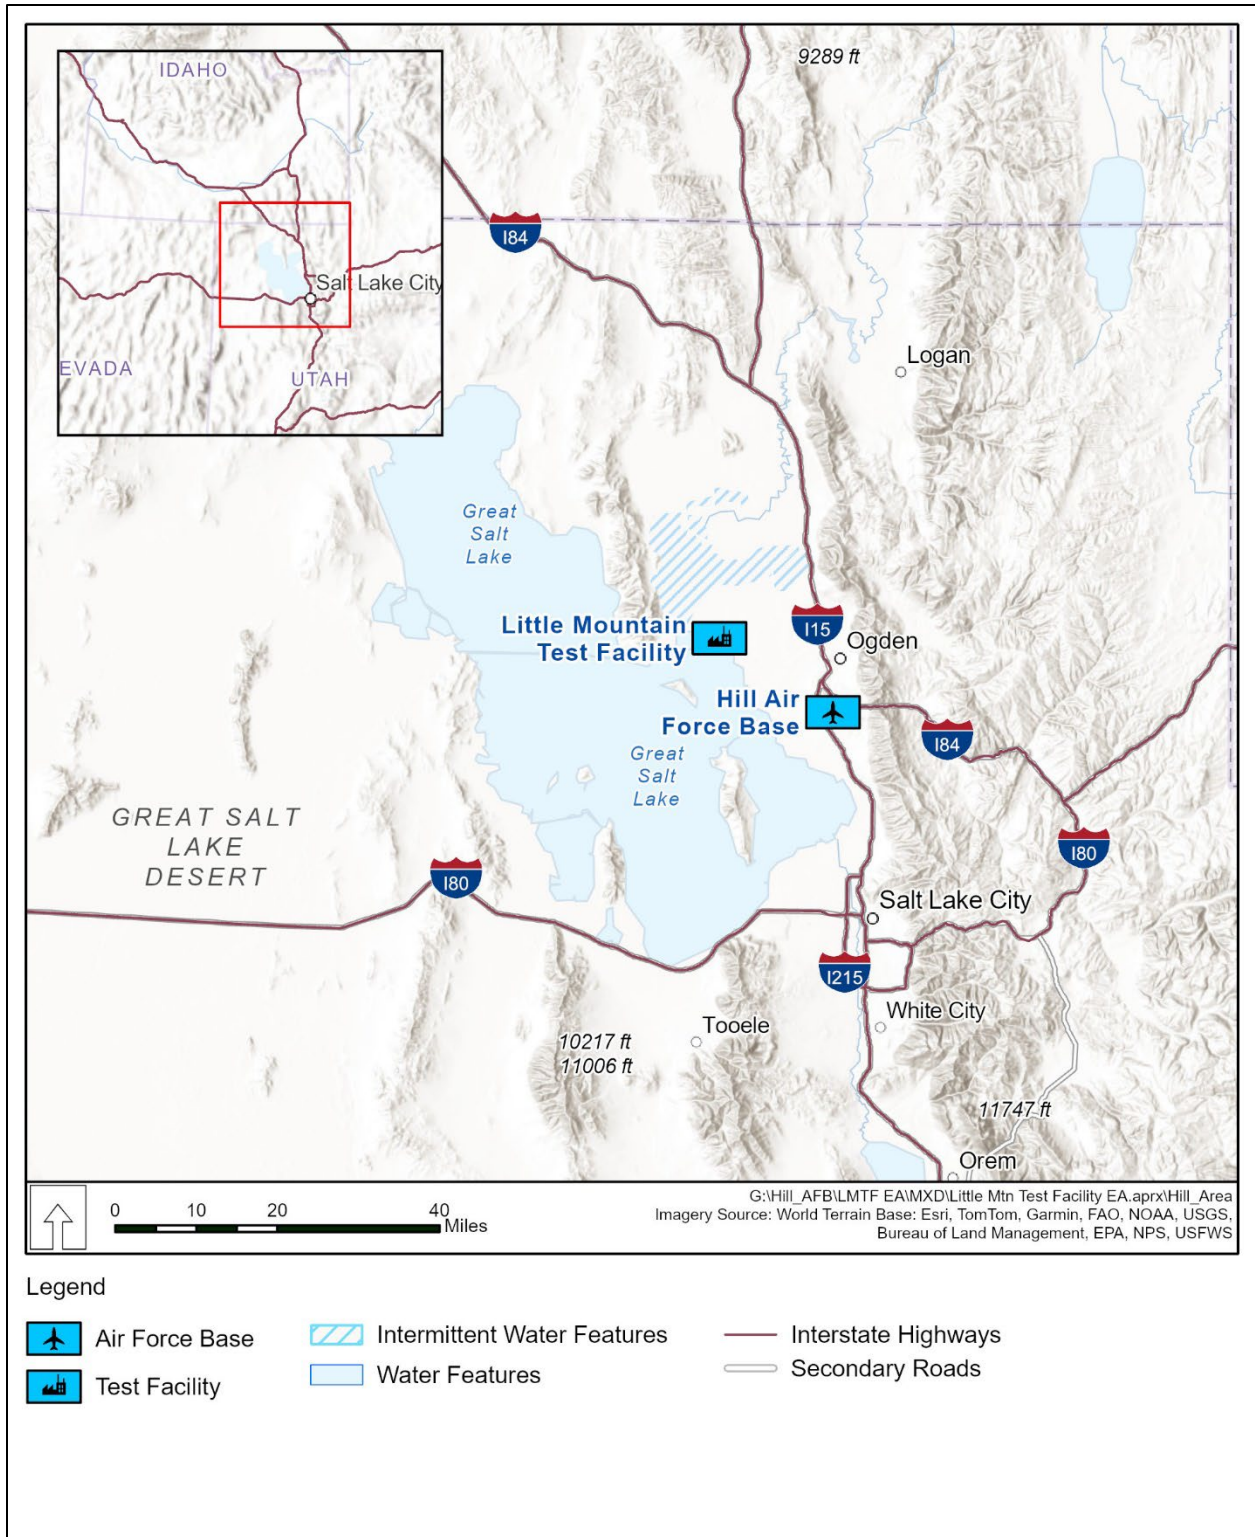 9289 ft
IDAHO
Salt Lake City
EVADA
UTAH
I84
Logan
Great
Salt
Lake
Little Mountain
Test Facility
I15
Ogden
Hill Air
Force Base
I84
Great
Salt
Lake
GREAT SALT
LAKE
DESERT
I80
I80
Salt Lake City
I215
White City
Tooele
10217 ft
11006 ft
11747 ft
Orem
0 10 20 40
Miles
G:\Hill_AFB\LMTF EA\MXD\Little Mtn Test Facility EA.aprx\Hill_Area
Imagery Source: World Terrain Base: Esri, TomTom, Garmin, FAO, NOAA, USGS,
Bureau of Land Management, EPA, NPS, USFWS
Legend
Air Force Base
Test Facility
Intermittent Water Features
Water Features
Interstate Highways
Secondary Roads